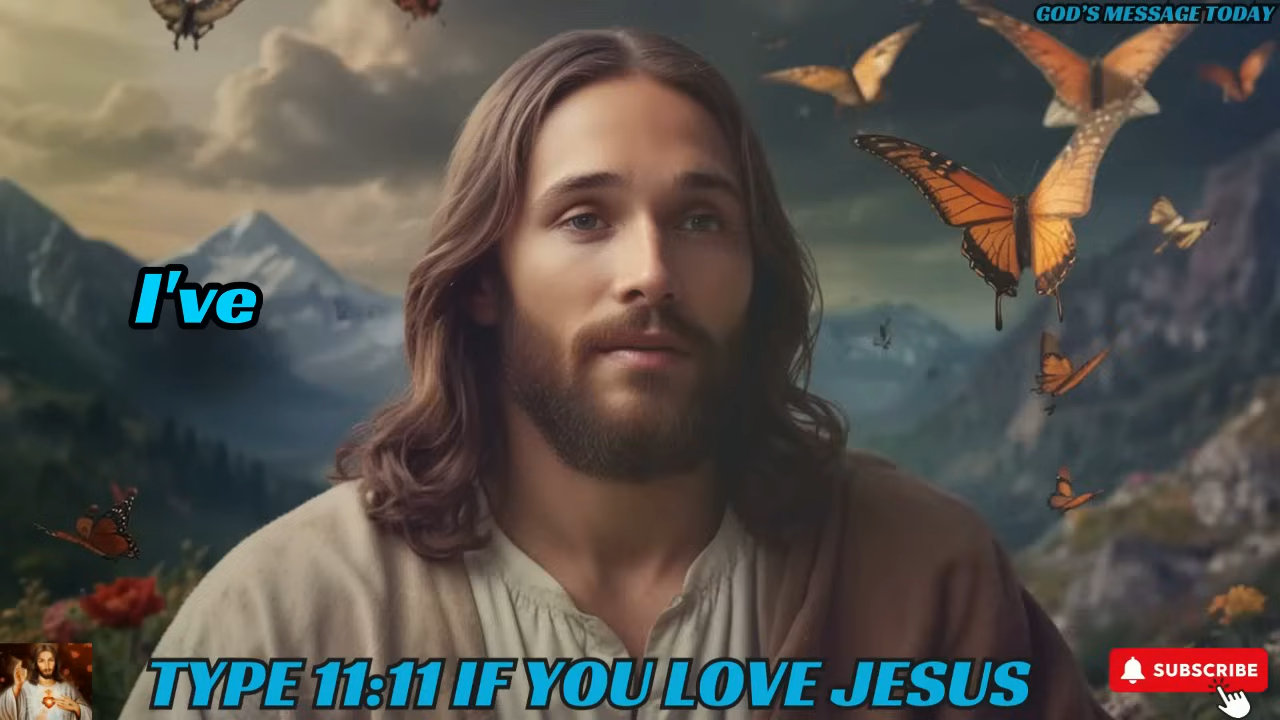 GOD'S MESSAGE TODAY
I've
TYPE 11:11 IF YOU LOVE JESUS
SUBSCRIBE